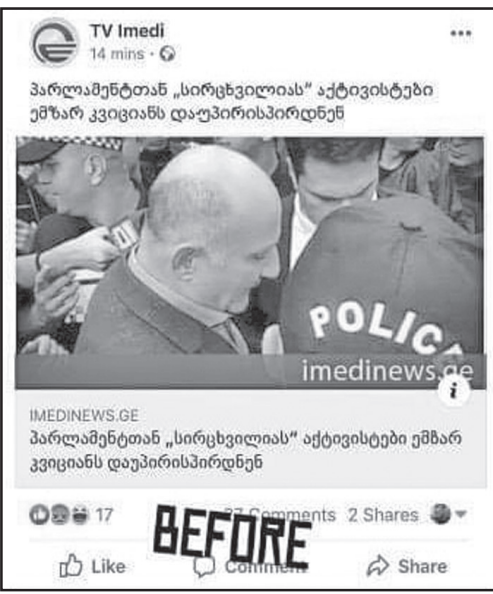 TV Imedi
14 mins
პარლამენტთან „სირცხვილიას“ აქტივისტები
ემზარ კვიციანს დაუპირისპირდნენ
POLICE
imedinews.ge
IMEDINEWS.GE
პარლამენტთან „სირცხვილიას“ აქტივისტები ემზარ
კვიციანს დაუპირისპირდნენ
17
Comments
2 Shares
BEFORE
Like
Comment
Share